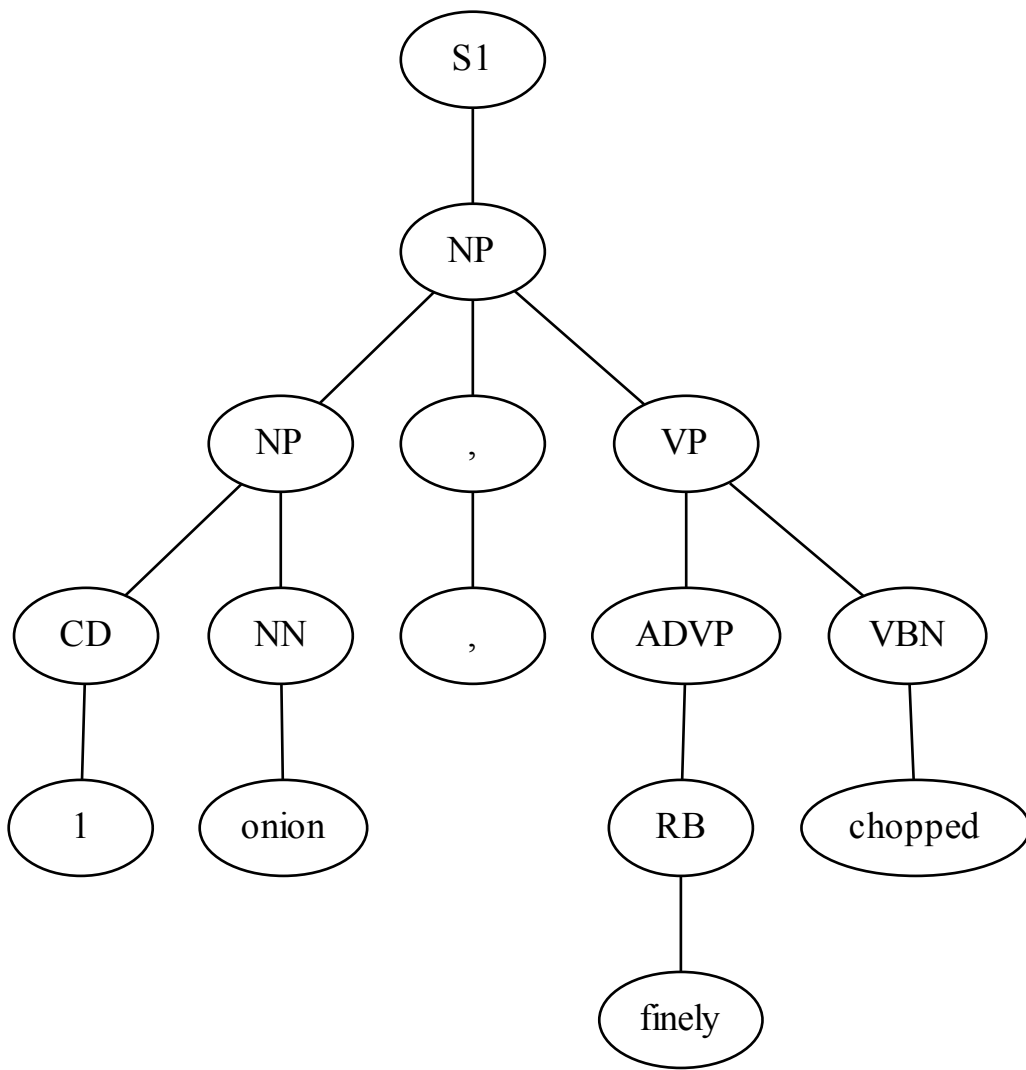 S1
NP
NP , VP
CD NN , ADVP VBN
1 onion RB chopped
finely